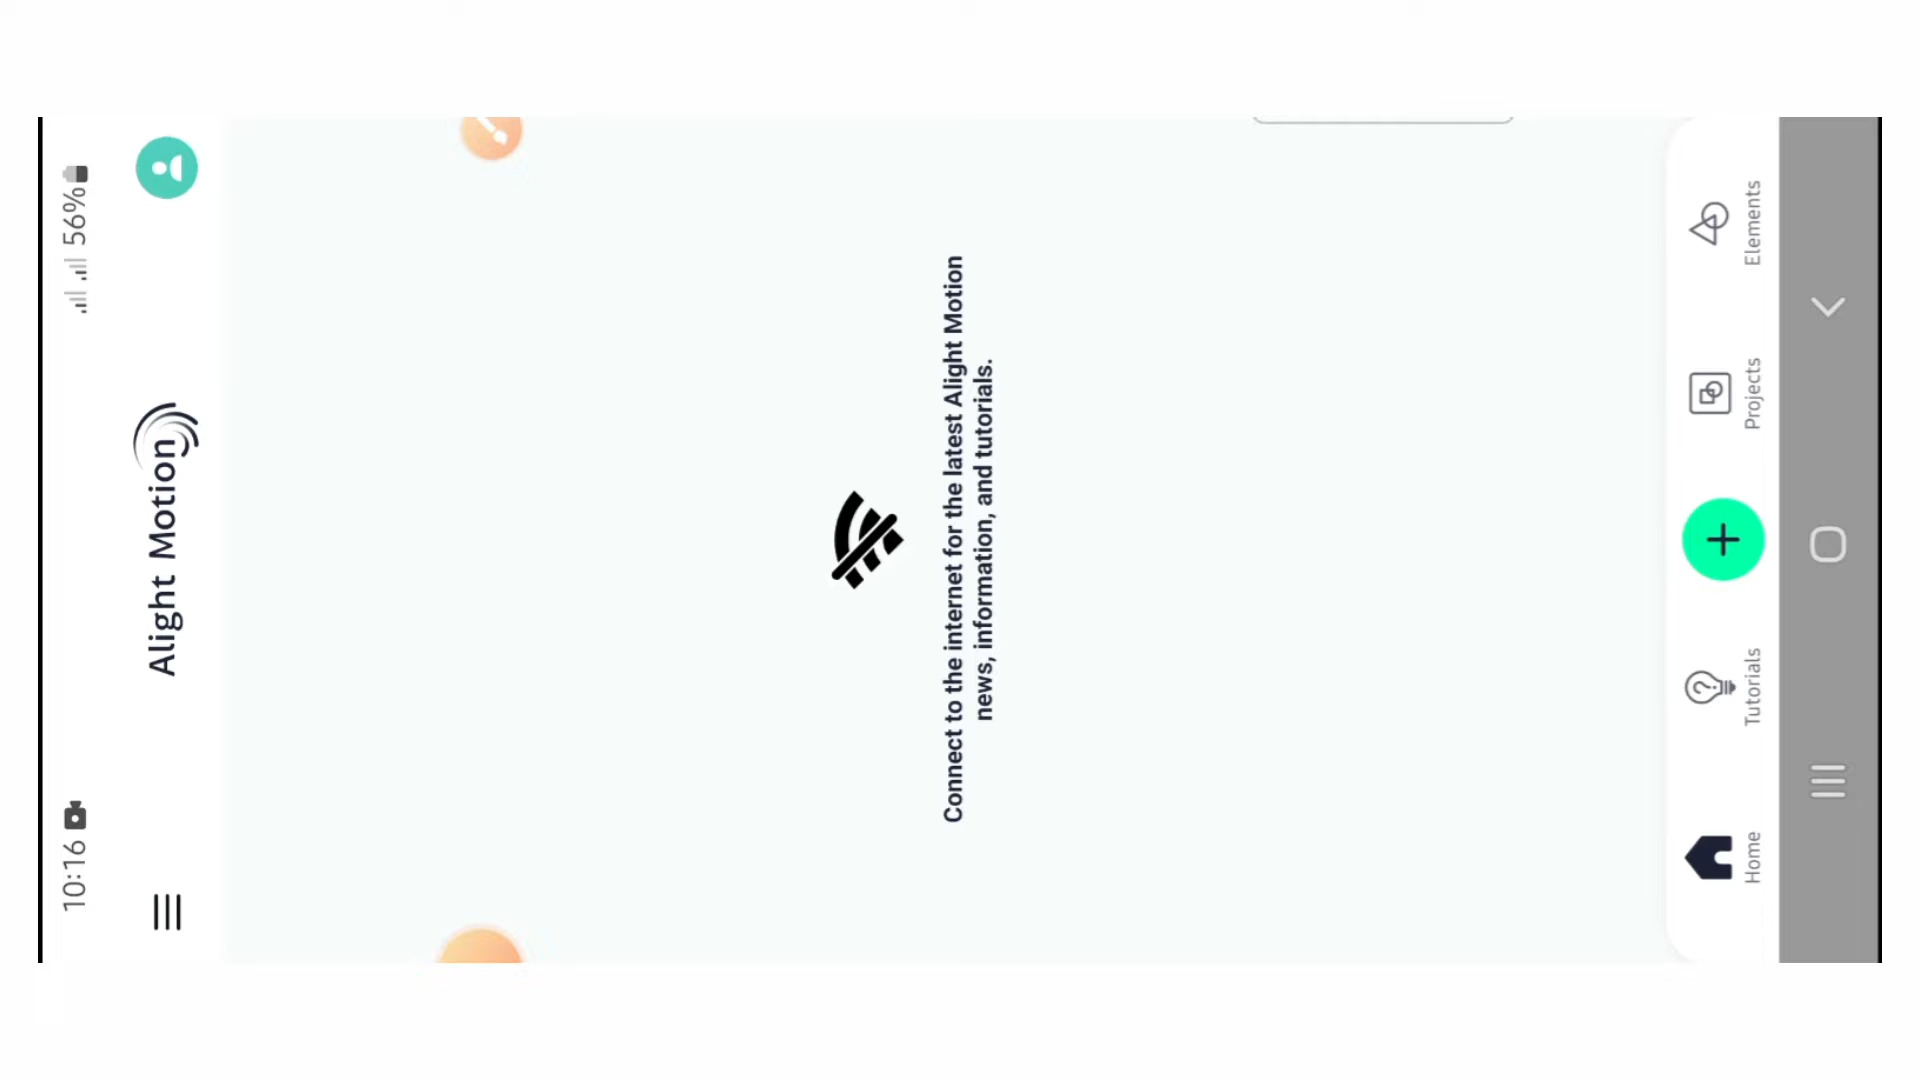 10:16
56%
Alight Motion
Connect to the internet for the latest Alight Motion
news, information, and tutorials.
Home
Tutorials
Projects
Elements